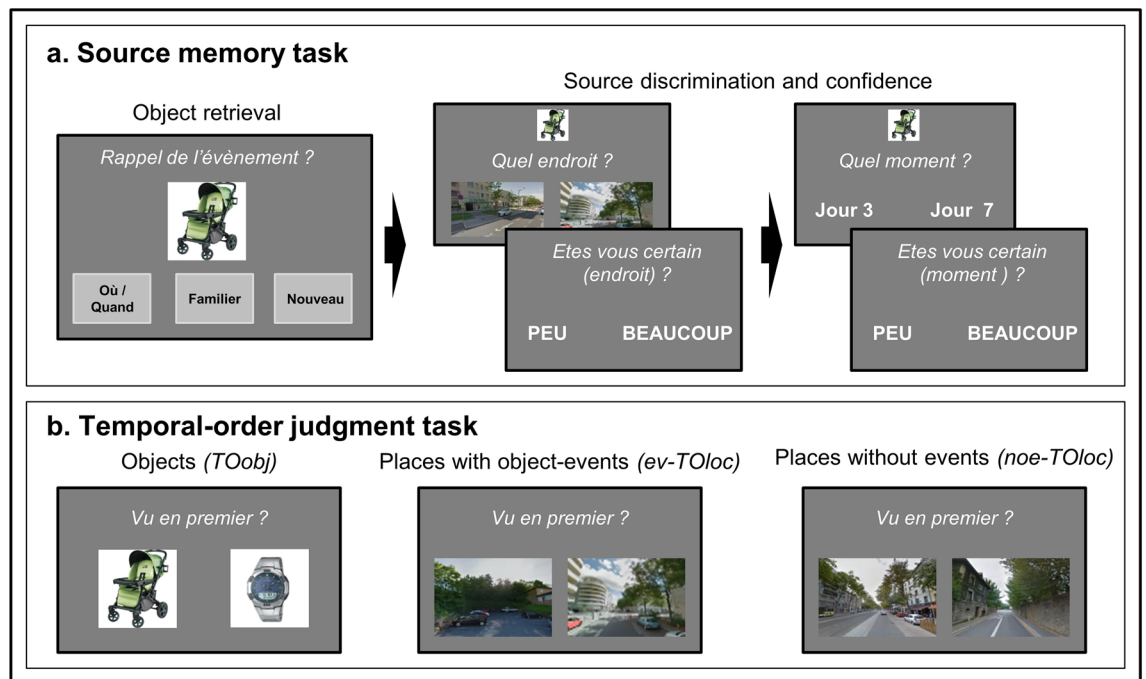 a. Source memory task
Object retrieval
Rappel de l'évènement ?
Où /
Quand
Familier
Nouveau
Source discrimination and confidence
Quel endroit ?
Etes vous certain
(endroit) ?
PEU BEAUCOUP
Quel moment ?
Jour 3 Jour 7
Etes vous certain
(moment ) ?
PEU BEAUCOUP
b. Temporal-order judgment task
Objects (TOobj)
Vu en premier ?
Places with object-events (ev-TOloc)
Vu en premier ?
Places without events (noe-TOloc)
Vu en premier ?